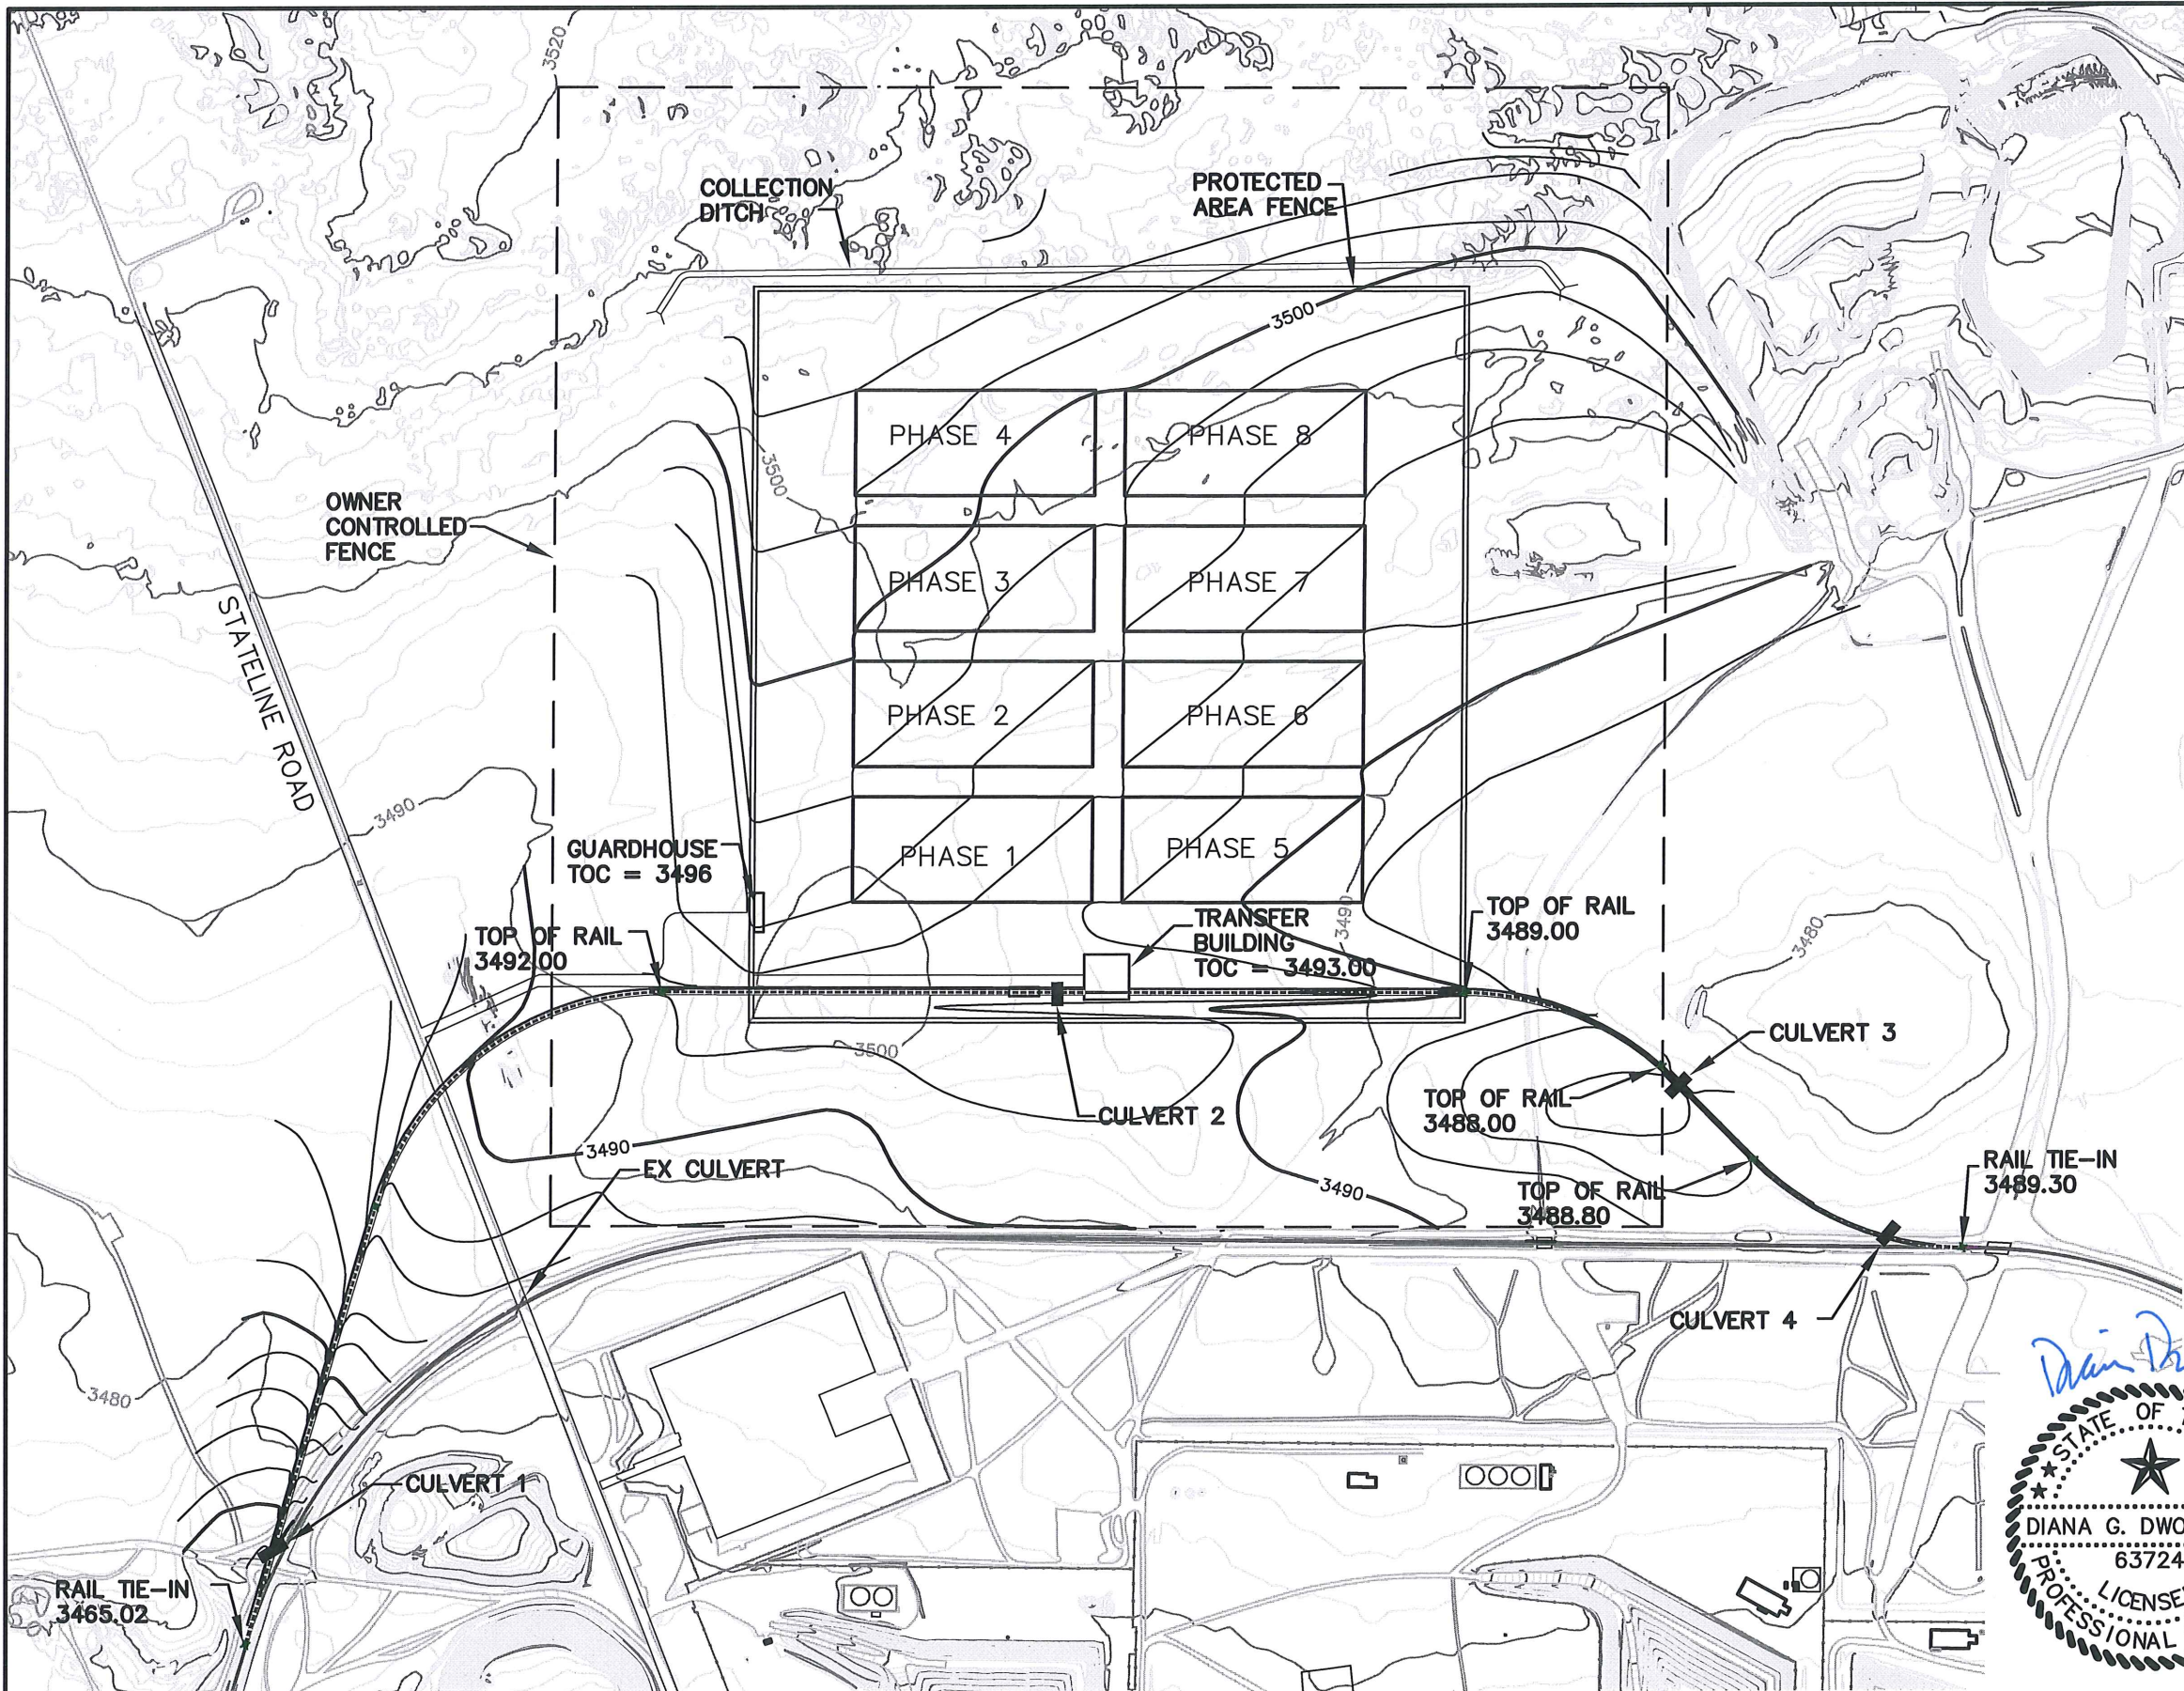 3520
COLLECTION
DITCH
PROTECTED
AREA FENCE
3500
PHASE 4
PHASE 8
3500
OWNER
CONTROLLED
FENCE
PHASE 3
PHASE 7
STATELINE ROAD
PHASE 2
PHASE 6
3490
GUARDHOUSE
TOC = 3496
PHASE 1
PHASE 5
3490
TOP OF RAIL
3492.00
TRANSFER
BUILDING
TOC = 3493.00
TOP OF RAIL
3489.00
3480
CULVERT 3
3500
TOP OF RAIL
3488.00
CULVERT 2
3490
EX CULVERT
3490
TOP OF RAIL
3488.80
RAIL TIE-IN
3489.30
CULVERT 4
3480
CULVERT 1
RAIL TIE-IN
3465.02
STATE OF
DIANA G. DWO
63724
LICENSE
PROFESSIONAL